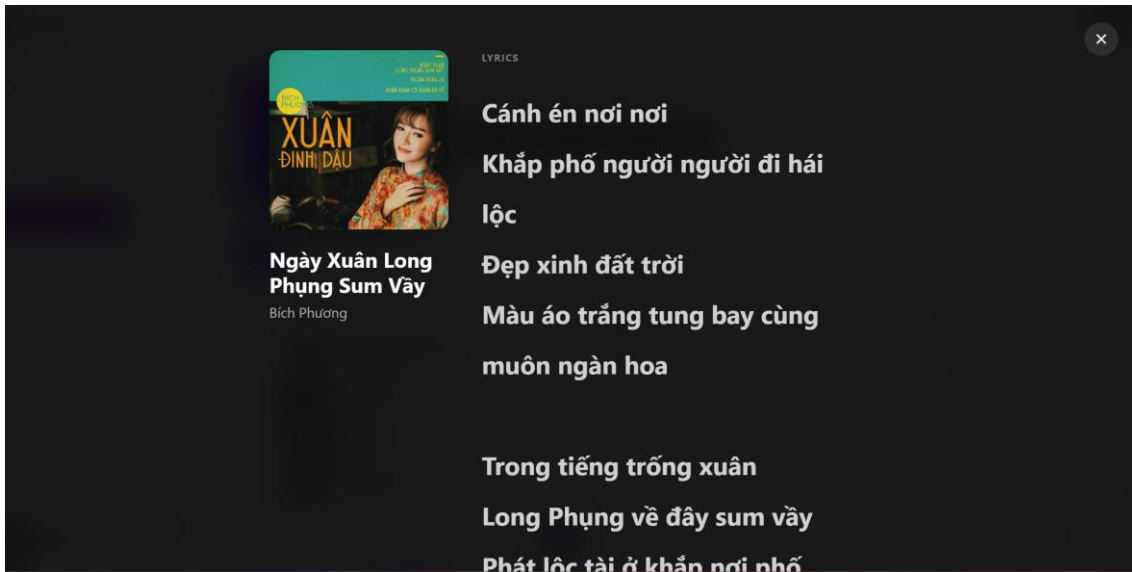 LYRICS
BÍCH
PHƯƠNG
XUÂN
ĐINH DẬU
Ngày Xuân Long
Phụng Sum Vầy
Bích Phương
Cánh én nơi nơi
Khắp phố người người đi hái
lộc
Đẹp xinh đất trời
Màu áo trắng tung bay cùng
muôn ngàn hoa
Trong tiếng trống xuân
Long Phụng về đây sum vầy
Phát lộc tài ở khắp nơi phố